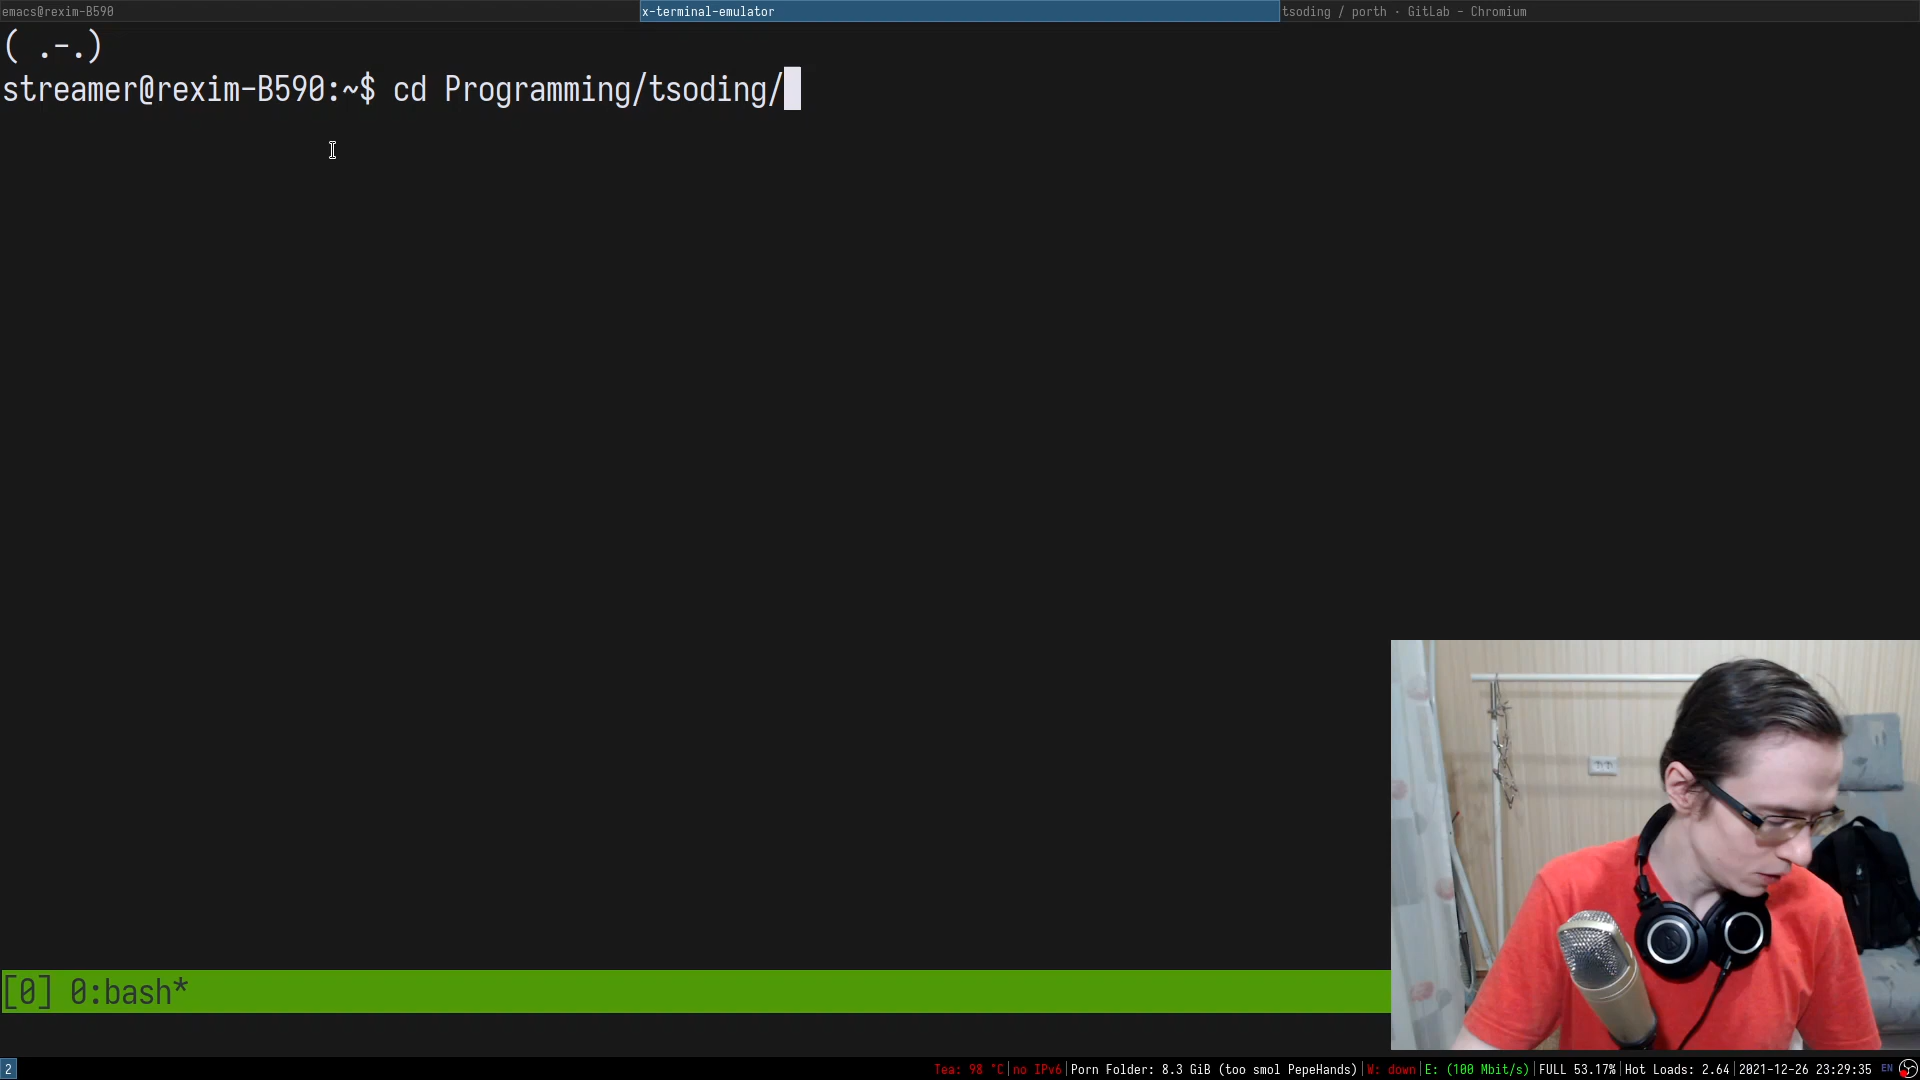 emacs@rexim-B590
x-terminal-emulator
tsoding / porth · GitLab - Chromium
( .-.)
streamer@rexim-B590:~$ cd Programming/tsoding/
[0] 0:bash*
2
Tea: 98 °C|no IPv6|Porn Folder: 8.3 GiB (too smol PepeHands)|W: down|E: (100 Mbit/s)|FULL 53.17%|Hot Loads: 2.64|2021-12-26 23:29:35 EN